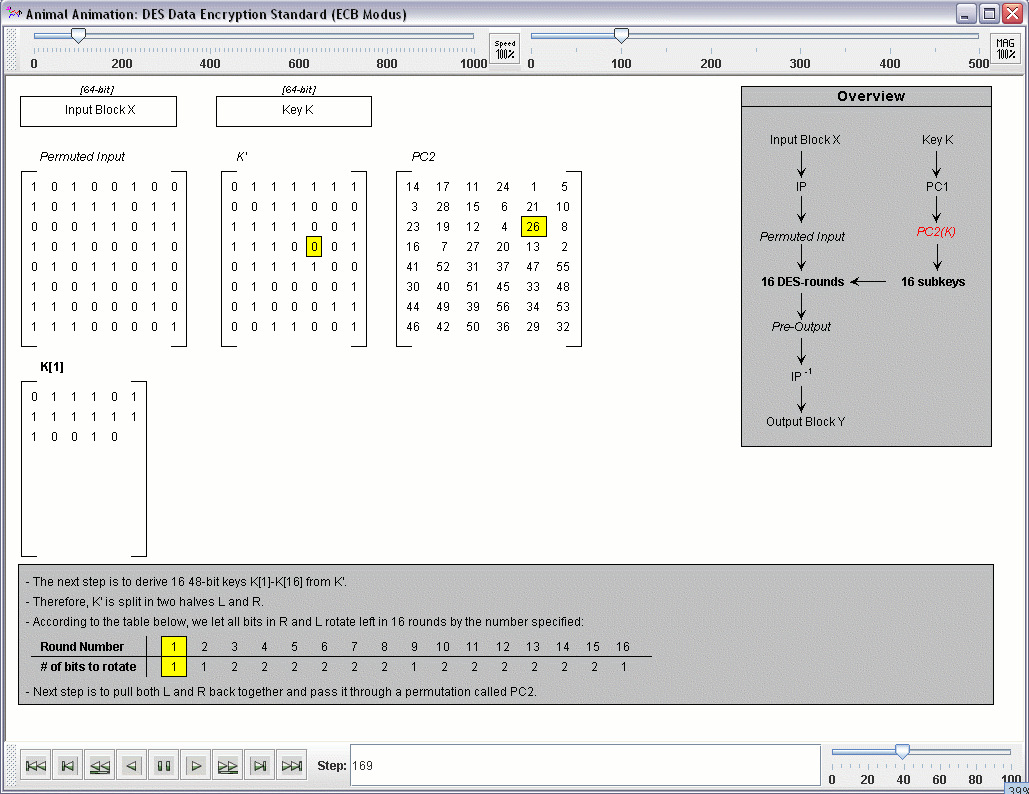 Animal Animation: DES Data Encryption Standard (ECB Modus)
0 200 400 600 800 1000
Speed
100%
0 100 200 300 400 500
MAG
100%
[64-bit]
Input Block X
[64-bit]
Key K
Permuted Input
1 0 1 0 0 1 0 0
1 0 1 0 1 0 1 1
0 0 0 1 0 1 1 1
1 0 1 0 0 0 0 1
0 1 0 1 1 0 1 0
1 0 1 0 1 0 1 1
1 0 1 0 0 0 0 1
1 1 1 0 0 0 0 1
K'
0 1 1 1 1 1 1
0 0 1 1 0 0 0
0 1 1 1 0 0 0
1 1 1 0 0 0 1
0 1 1 1 1 0 0
1 0 0 0 0 0 1
1 0 1 0 0 1 1
0 0 1 1 0 0 1
PC2
14 17 11 24 1 5
3 28 15 6 21 10
23 19 12 4 26 8
16 7 27 20 13 2
41 52 31 37 47 55
30 40 51 45 33 48
44 49 39 56 34 53
46 42 50 36 29 32
K[1]
0 1 1 1 0 1
1 1 1 1 1 1
1 0 0 1 0
Overview
Input Block X Key K
IP PC1
Permuted Input PC2(K)
16 DES-rounds 16 subkeys
Pre-Output
IP -1
Output Block Y
- The next step is to derive 16 48-bit keys K[1]-K[16] from K'.
- Therefore, K' is split in two halves L and R.
- According to the table below, we let all bits in R and L rotate left in 16 rounds by the number specified:
Round Number 1 2 3 4 5 6 7 8 9 10 11 12 13 14 15 16
# of bits to rotate 1 1 2 2 2 2 2 2 1 2 2 2 2 2 2 1
- Next step is to pull both L and R back together and pass it through a permutation called PC2.
Step: 169
0 20 40 60 80 100
39%